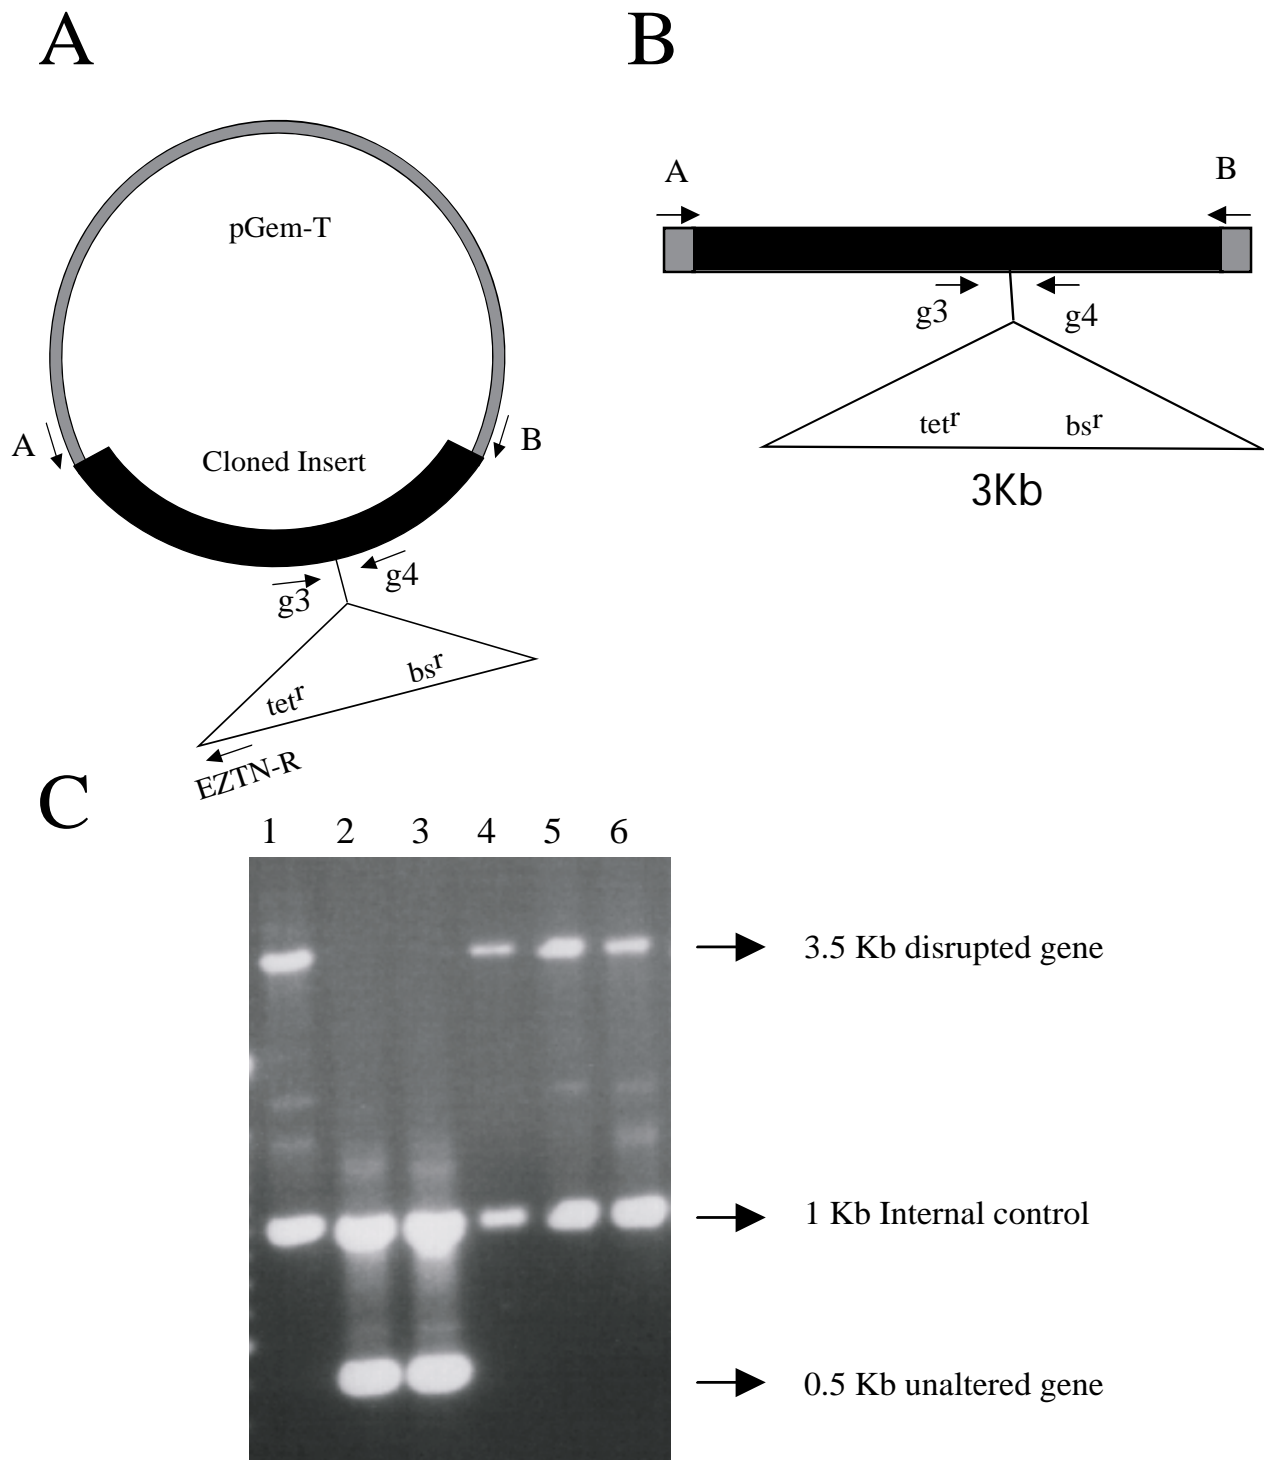 A
B
pGem-T
A
B
Cloned Insert
g3
g4
tetr
bsr
EZTN-R
A
B
g3
g4
tetr
bsr
3Kb
C
1 2 3 4 5 6
3.5 Kb disrupted gene
1 Kb Internal control
0.5 Kb unaltered gene